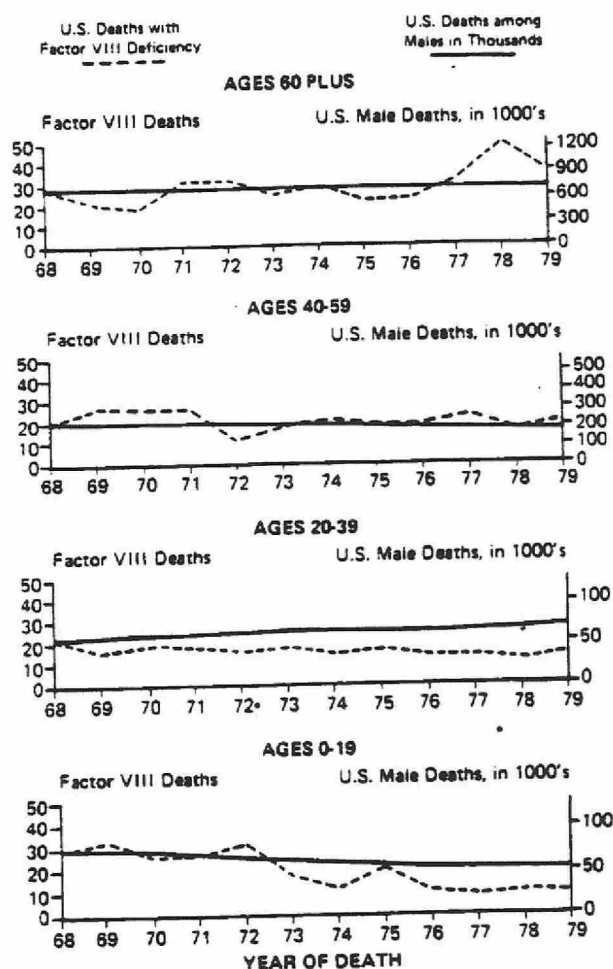 U.S. Deaths with
Factor VIII Deficiency
U.S. Deaths among
Males in Thousands
AGES 60 PLUS
Factor VIII Deaths U.S. Male Deaths, in 1000's
50 1200
40 900
30 600
20 300
10 0
0
68 69 70 71 72 73 74 75 76 77 78 79
AGES 40-59
Factor VIII Deaths U.S. Male Deaths, in 1000's
50 500
40 400
30 300
20 200
10 100
0 0
68 69 70 71 72 73 74 75 76 77 78 79
AGES 20-39
Factor VIII Deaths U.S. Male Deaths, in 1000's
50 100
40 50
30 0
20
10
0
68 69 70 71 72 73 74 75 76 77 78 79
AGES 0-19
Factor VIII Deaths U.S. Male Deaths, in 1000's
50 100
40 50
30 0
20
10
0
68 69 70 71 72 73 74 75 76 77 78 79
YEAR OF DEATH